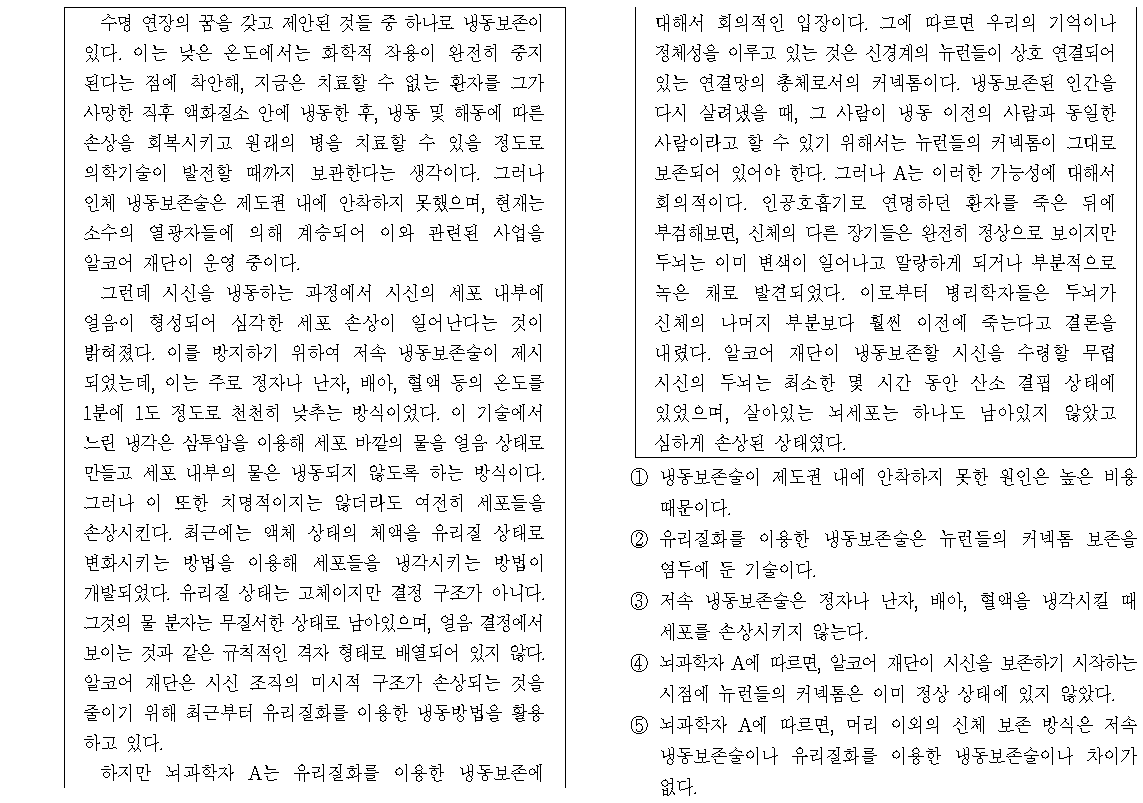 수명 연장의 꿈을 갖고 제안된 것들 중 하나로 냉동보존이
있다. 이는 낮은 온도에서는 화학적 작용이 완전히 중지
된다는 점에 착안해, 지금은 치료할 수 없는 환자를 그가
사망한 직후 액화질소 안에 냉동한 후, 냉동 및 해동에 따른
손상을 회복시키고 원래의 병을 치료할 수 있을 정도로
의학기술이 발전할 때까지 보관한다는 생각이다. 그러나
인체 냉동보존술은 제도권 내에 안착하지 못했으며, 현재는
소수의 열광자들에 의해 계승되어 이와 관련된 사업을
알코어 재단이 운영 중이다.
그런데 시신을 냉동하는 과정에서 시신의 세포 내부에
얼음이 형성되어 심각한 세포 손상이 일어난다는 것이
밝혀졌다. 이를 방지하기 위하여 저속 냉동보존술이 제시
되었는데, 이는 주로 정자나 난자, 배아, 혈액 등의 온도를
1분에 1도 정도로 천천히 낮추는 방식이었다. 이 기술에서
느린 냉각은 삼투압을 이용해 세포 바깥의 물을 얼음 상태로
만들고 세포 내부의 물은 냉동되지 않도록 하는 방식이다.
그러나 이 또한 치명적이지는 않더라도 여전히 세포들을
손상시킨다. 최근에는 액체 상태의 체액을 유리질 상태로
변화시키는 방법을 이용해 세포들을 냉각시키는 방법이
개발되었다. 유리질 상태는 고체이지만 결정 구조가 아니다.
그것의 물 분자는 무질서한 상태로 남아있으며, 얼음 결정에서
보이는 것과 같은 규칙적인 격자 형태로 배열되어 있지 않다.
알코어 재단은 시신 조직의 미시적 구조가 손상되는 것을
줄이기 위해 최근부터 유리질화를 이용한 냉동방법을 활용
하고 있다.
하지만 뇌과학자 A는 유리질화를 이용한 냉동보존에
대해서 회의적인 입장이다. 그에 따르면 우리의 기억이나
정체성을 이루고 있는 것은 신경계의 뉴런들이 상호 연결되어
있는 연결망의 총체로서의 커넥톰이다. 냉동보존된 인간을
다시 살려냈을 때, 그 사람이 냉동 이전의 사람과 동일한
사람이라고 할 수 있기 위해서는 뉴런들의 커넥톰이 그대로
보존되어 있어야 한다. 그러나 A는 이러한 가능성에 대해서
회의적이다. 인공호흡기로 연명하던 환자를 죽은 뒤에
부검해보면, 신체의 다른 장기들은 완전히 정상으로 보이지만
두뇌는 이미 변색이 일어나고 말랑하게 되거나 부분적으로
녹은 채로 발견되었다. 이로부터 병리학자들은 두뇌가
신체의 나머지 부분보다 훨씬 이전에 죽는다고 결론을
내렸다. 알코어 재단이 냉동보존할 시신을 수령할 무렵
시신의 두뇌는 최소한 몇 시간 동안 산소 결핍 상태에
있었으며, 살아있는 뇌세포는 하나도 남아있지 않았고
심하게 손상된 상태였다.
① 냉동보존술이 제도권 내에 안착하지 못한 원인은 높은 비용
때문이다.
② 유리질화를 이용한 냉동보존술은 뉴런들의 커넥톰 보존을
염두에 둔 기술이다.
③ 저속 냉동보존술은 정자나 난자, 배아, 혈액을 냉각시킬 때
세포를 손상시키지 않는다.
④ 뇌과학자 A에 따르면, 알코어 재단이 시신을 보존하기 시작하는
시점에 뉴런들의 커넥톰은 이미 정상 상태에 있지 않았다.
⑤ 뇌과학자 A에 따르면, 머리 이외의 신체 보존 방식은 저속
냉동보존술이나 유리질화를 이용한 냉동보존술이나 차이가
없다.